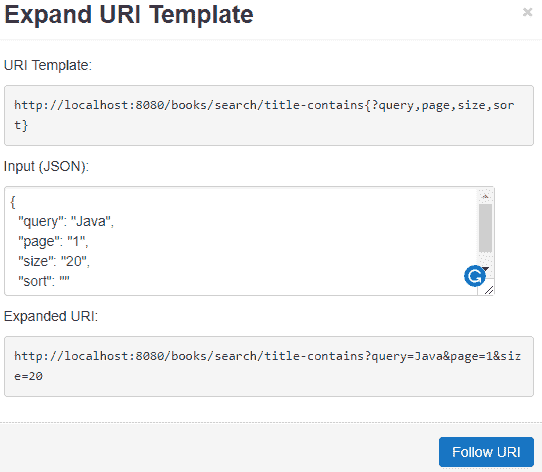 Expand URI Template
×
URI Template:
http://localhost:8080/books/search/title-contains{?query,page,size,sor
t}
Input (JSON):
{
"query": "Java",
"page": "1",
"size": "20",
"sort": ""
Expanded URI:
http://localhost:8080/books/search/title-contains?query=Java&page=1&siz
e=20
Follow URI